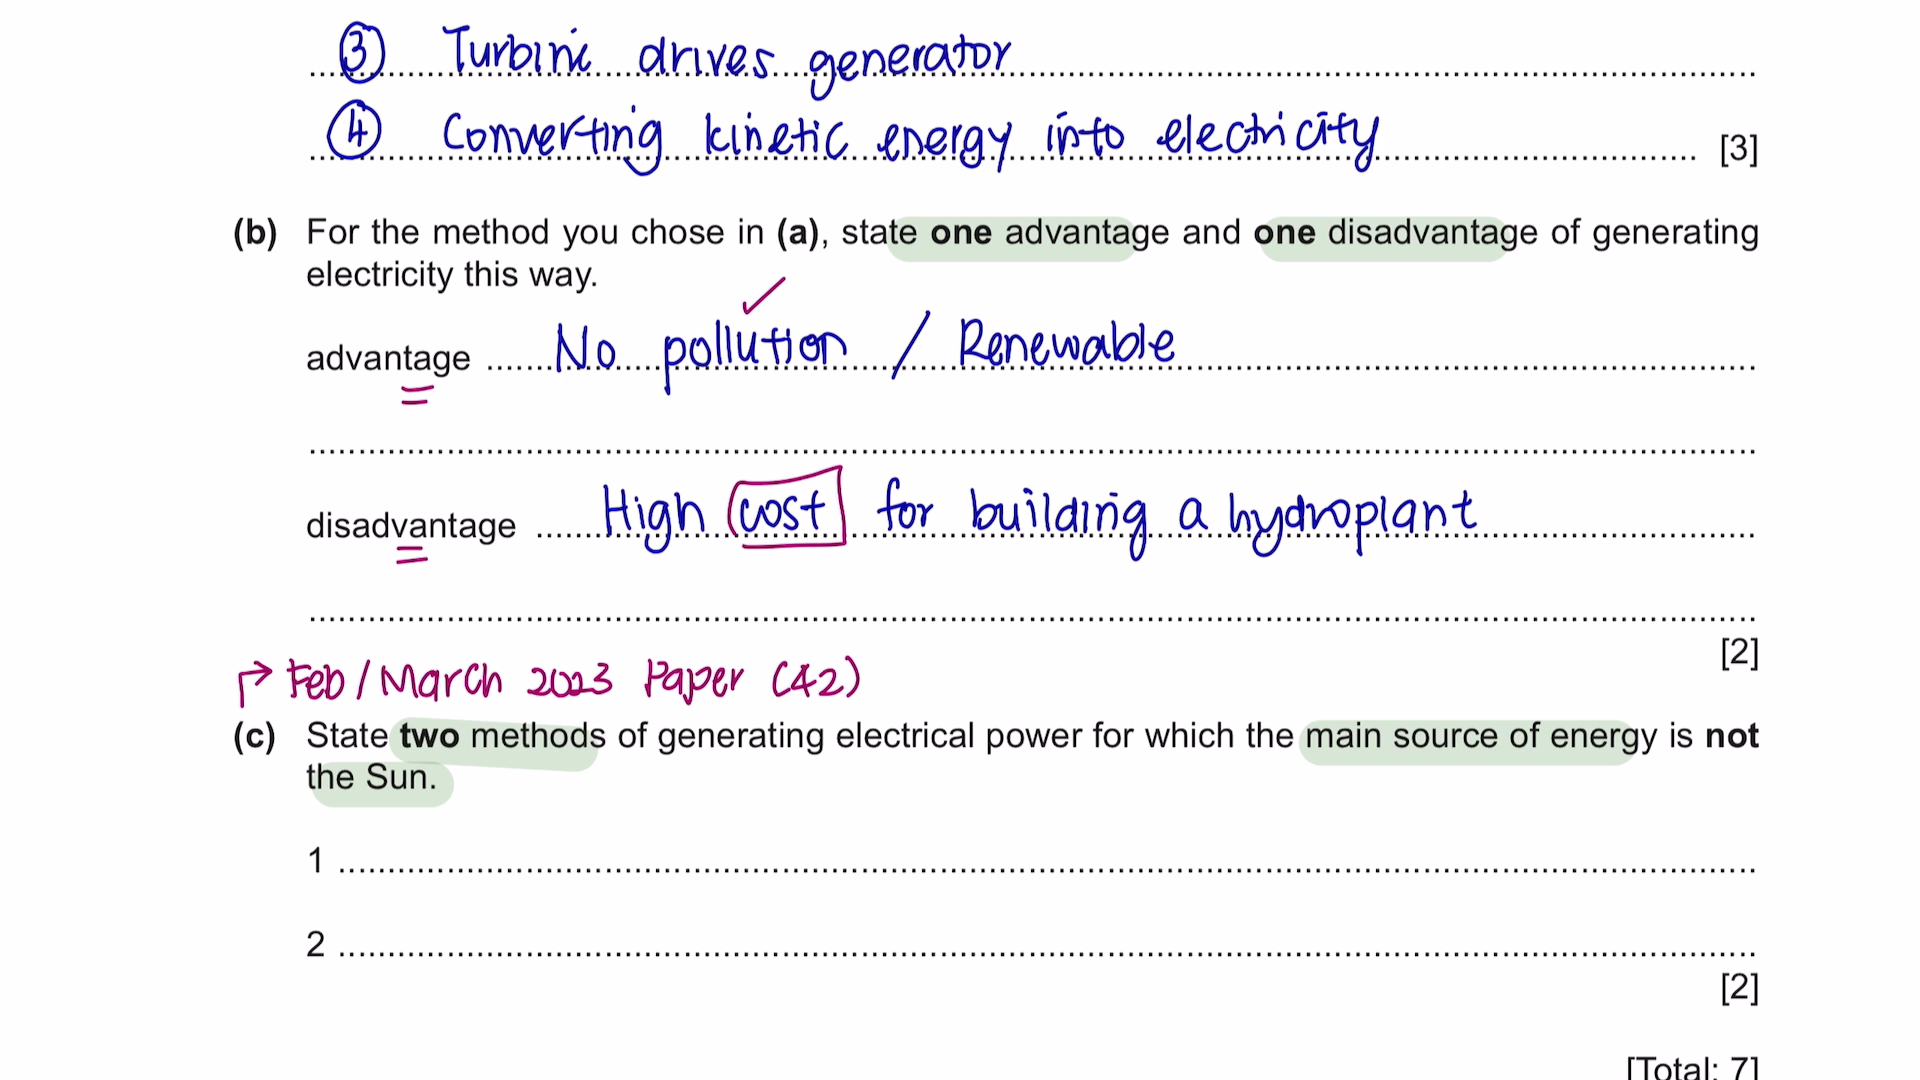 ③ Turbine drives generator
④ Converting kinetic energy into electricity [3]
(b) For the method you chose in (a), state one advantage and one disadvantage of generating
electricity this way.
advantage No pollution / Renewable
disadvantage High cost for building a hydroplant
[2]
Feb/March 2023 Paper (42)
(c) State two methods of generating electrical power for which the main source of energy is not
the Sun.
1
2
[2]
[Total: 7]